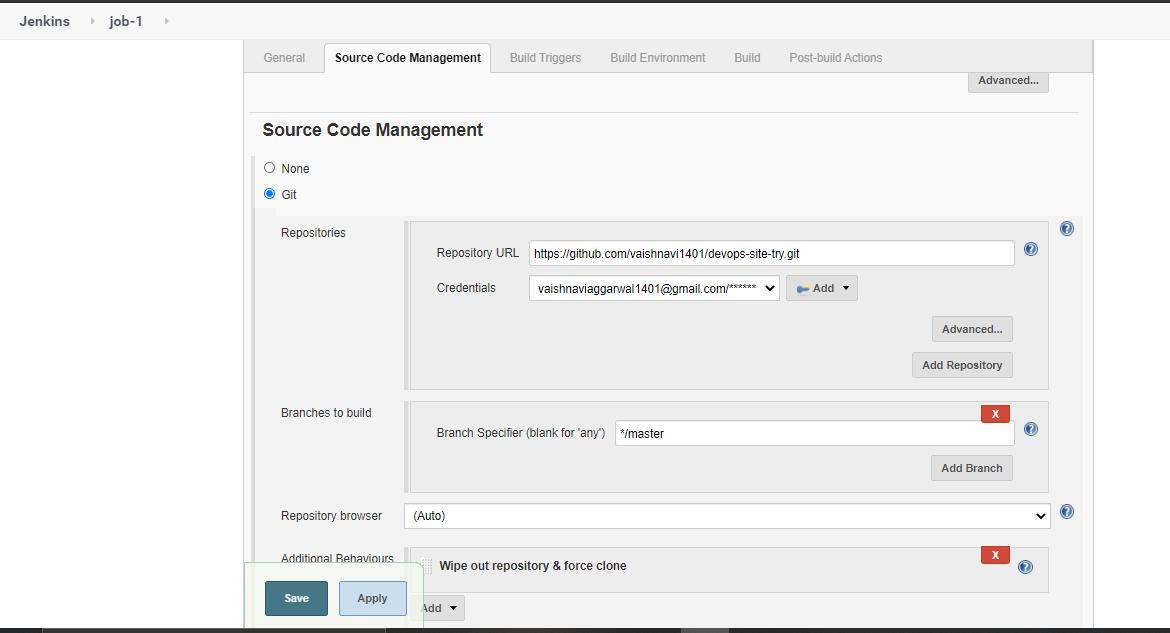 Jenkins job-1
General Source Code Management Build Triggers Build Environment Build Post-build Actions
Advanced...
Source Code Management
None
Git
Repositories
Repository URL https://github.com/vaishnavi1401/devops-site-try.git
Credentials vaishnaviaggarwal1401@gmail.com/****** Add
Advanced...
Add Repository
Branches to build
X
Branch Specifier (blank for 'any') */master
Add Branch
Repository browser (Auto)
Additional Behaviours
X
Wipe out repository & force clone
Save Apply
Add